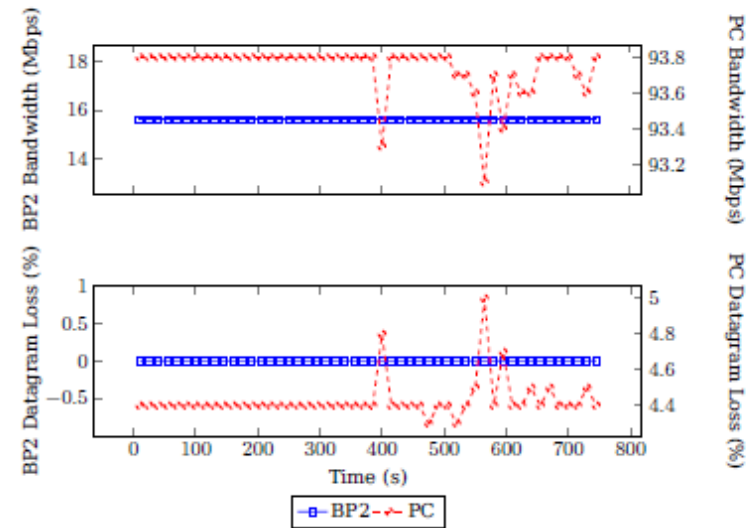 BP2 Bandwidth (Mbps)
18
16
14
93.8
93.6
93.4
93.2
PC Bandwidth (Mbps)
BP2 Datagram Loss (%)
1
0.5
0
−0.5
5
4.8
4.6
4.4
PC Datagram Loss (%)
0 100 200 300 400 500 600 700 800
Time (s)
BP2 PC